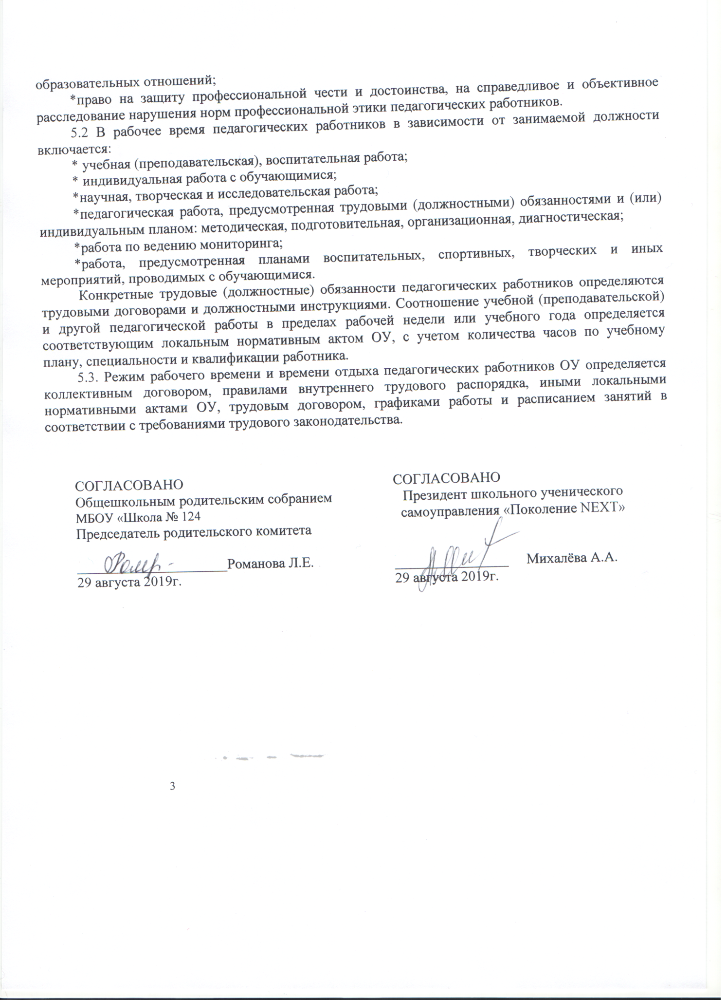 образовательных отношений;
*право на защиту профессиональной чести и достоинства, на справедливое и объективное
расследование нарушения норм профессиональной этики педагогических работников.
5.2 В рабочее время педагогических работников в зависимости от занимаемой должности
включается:
* учебная (преподавательская), воспитательная работа;
* индивидуальная работа с обучающимися;
*научная, творческая и исследовательская работа;
*педагогическая работа, предусмотренная трудовыми (должностными) обязанностями и (или)
индивидуальным планом: методическая, подготовительная, организационная, диагностическая;
*работа по ведению мониторинга;
*работа, предусмотренная планами воспитательных, спортивных, творческих и иных
мероприятий, проводимых с обучающимися.
Конкретные трудовые (должностные) обязанности педагогических работников определяются
трудовыми договорами и должностными инструкциями. Соотношение учебной (преподавательской)
и другой педагогической работы в пределах рабочей недели или учебного года определяется
соответствующим локальным нормативным актом ОУ, с учетом количества часов по учебному
плану, специальности и квалификации работника.
5.3. Режим рабочего времени и времени отдыха педагогических работников ОУ определяется
коллективным договором, правилами внутреннего трудового распорядка, иными локальными
нормативными актами ОУ, трудовым договором, графиками работы и расписанием занятий в
соответствии с требованиями трудового законодательства.
СОГЛАСОВАНО
Общешкольным родительским собранием
МБОУ «Школа № 124
Председатель родительского комитета
Романова Л.Е.
29 августа 2019г.
СОГЛАСОВАНО
Президент школьного ученического
самоуправления «Поколение NEXT»
Михалёва А.А.
29 августа 2019г.
3